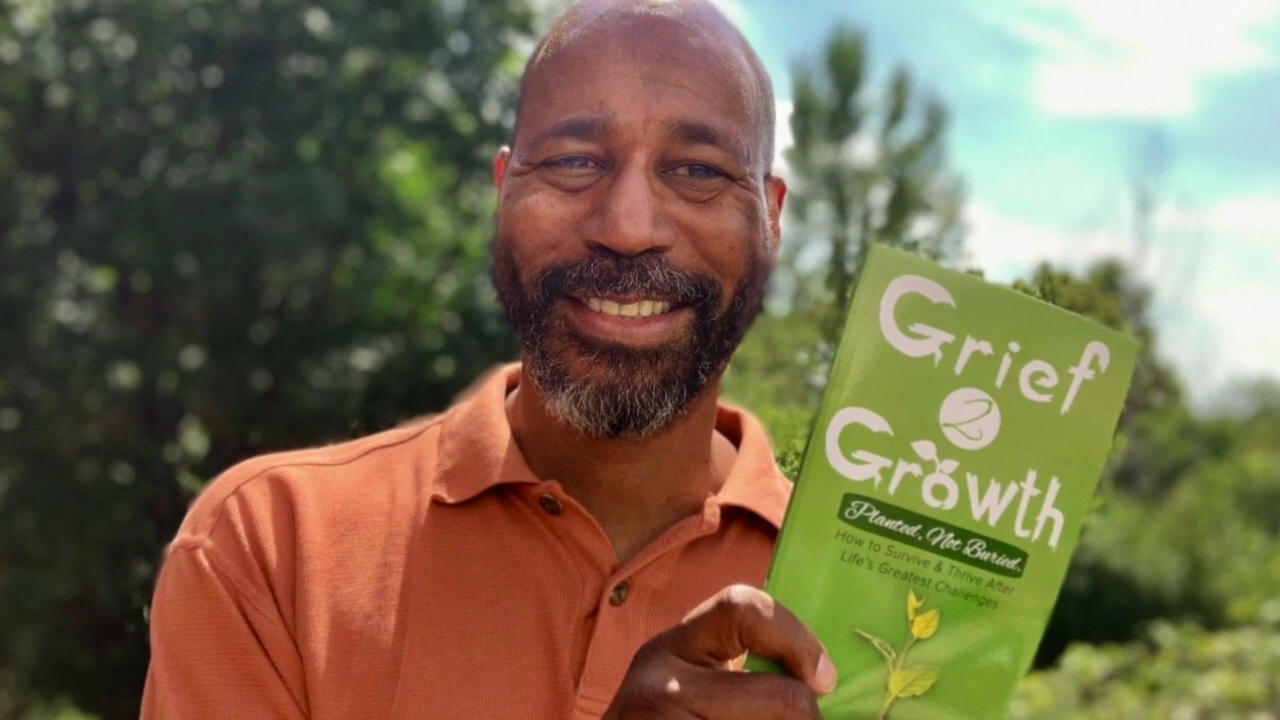 Grief
2
Growth
Planted, Not Buried.
How to Survive & Thrive After
Life's Greatest Challenges